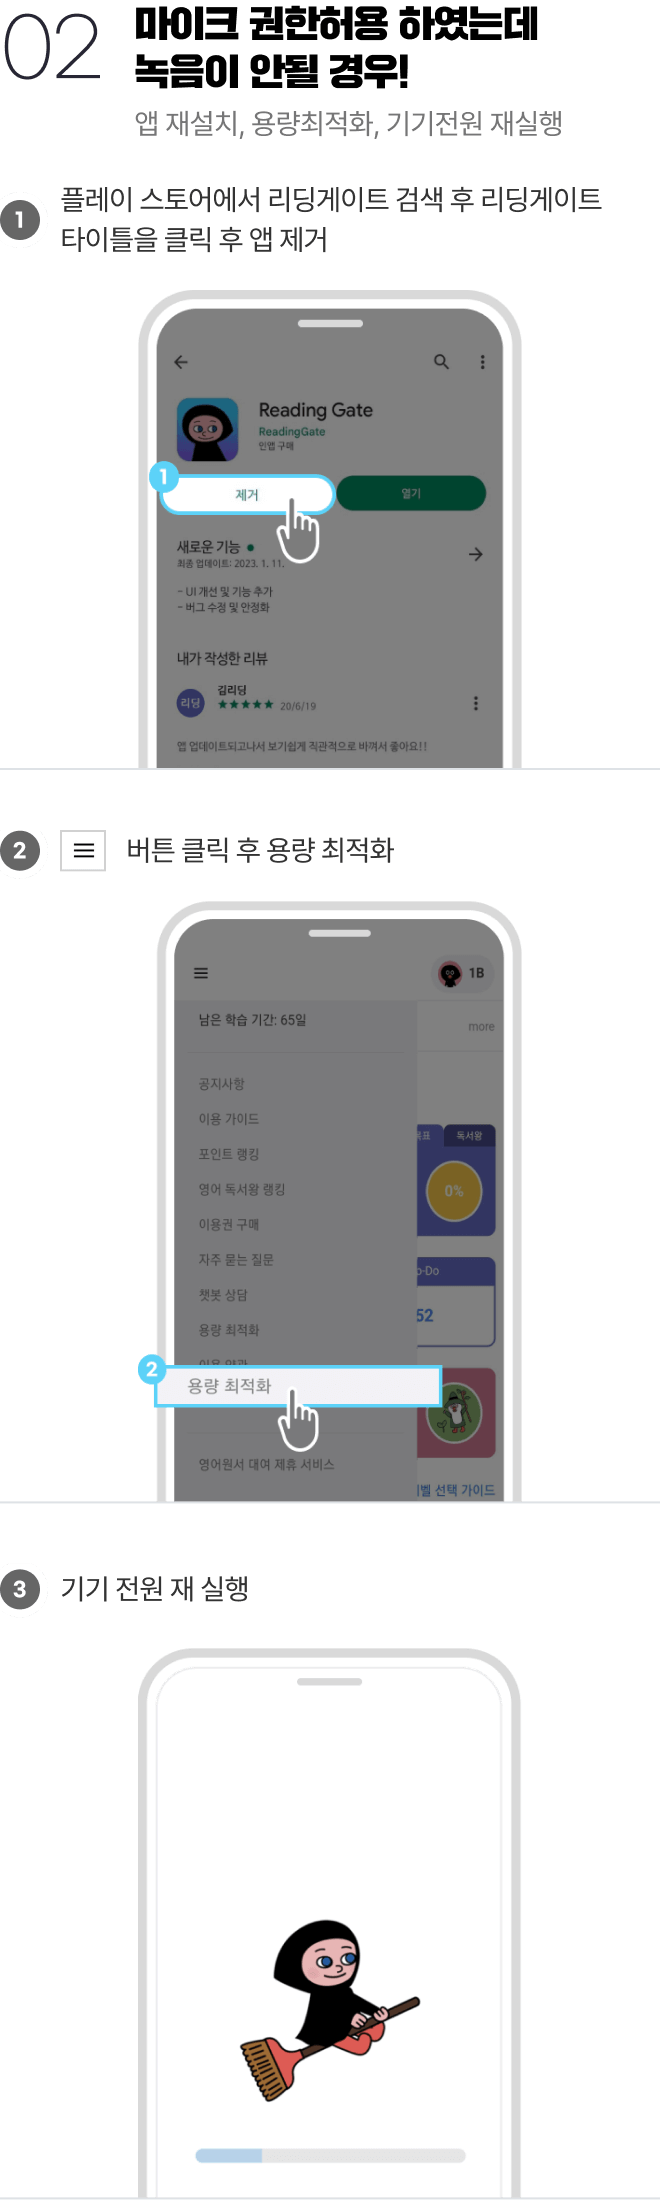 02
마이크 권한허용 하였는데
녹음이 안될 경우!
앱 재설치, 용량최적화, 기기전원 재실행
1
플레이 스토어에서 리딩게이트 검색 후 리딩게이트
타이틀을 클릭 후 앱 제거
Reading Gate
ReadingGate
인앱 구매
1
제거
열기
새로운 기능
최종 업데이트: 2023. 1. 11.
- UI 개선 및 기능 추가
- 버그 수정 및 안정화
내가 작성한 리뷰
리딩
김리딩
★★★★★ 20/6/19
앱 업데이트되고나서 보기쉽게 직관적으로 바껴서 좋아요!!
2
버튼 클릭 후 용량 최적화
1B
남은 학습 기간: 65일
more
공지사항
이용 가이드
포인트 랭킹
독서왕
영어 독서왕 랭킹
0%
이용권 구매
자주 묻는 질문
o-Do
챗봇 상담
52
용량 최적화
이용 약관
2
용량 최적화
영어원서 대여 제휴 서비스
벨 선택 가이드
3
기기 전원 재 실행